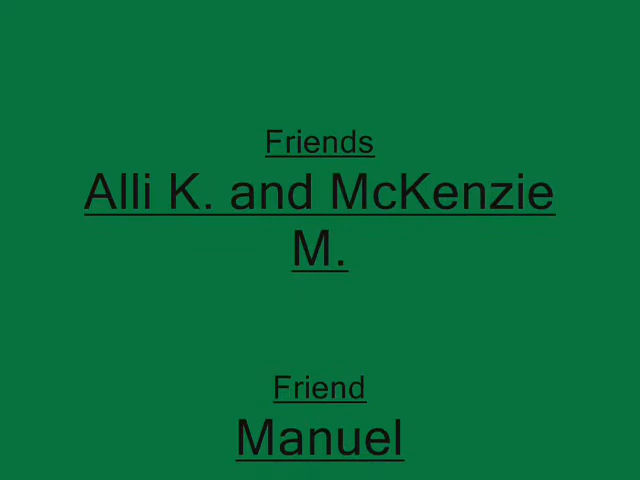 Friends
Alli K. and McKenzie
M.
Friend
Manuel